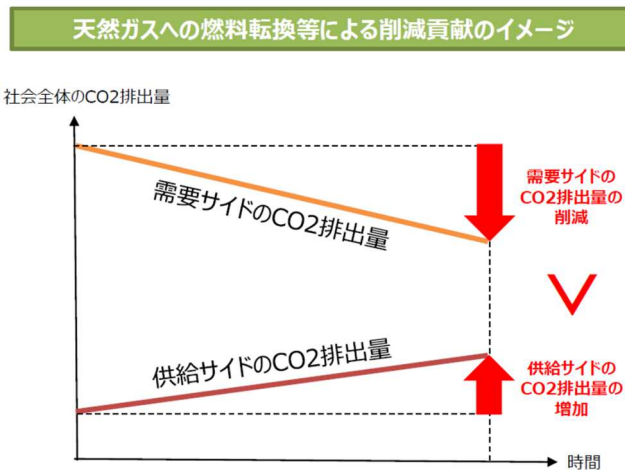 天然ガスへの燃料転換等による削減貢献のイメージ
社会全体のCO2排出量
需要サイドのCO2排出量
需要サイドの
CO2排出量の
削減
供給サイドのCO2排出量
供給サイドの
CO2排出量の
増加
時間